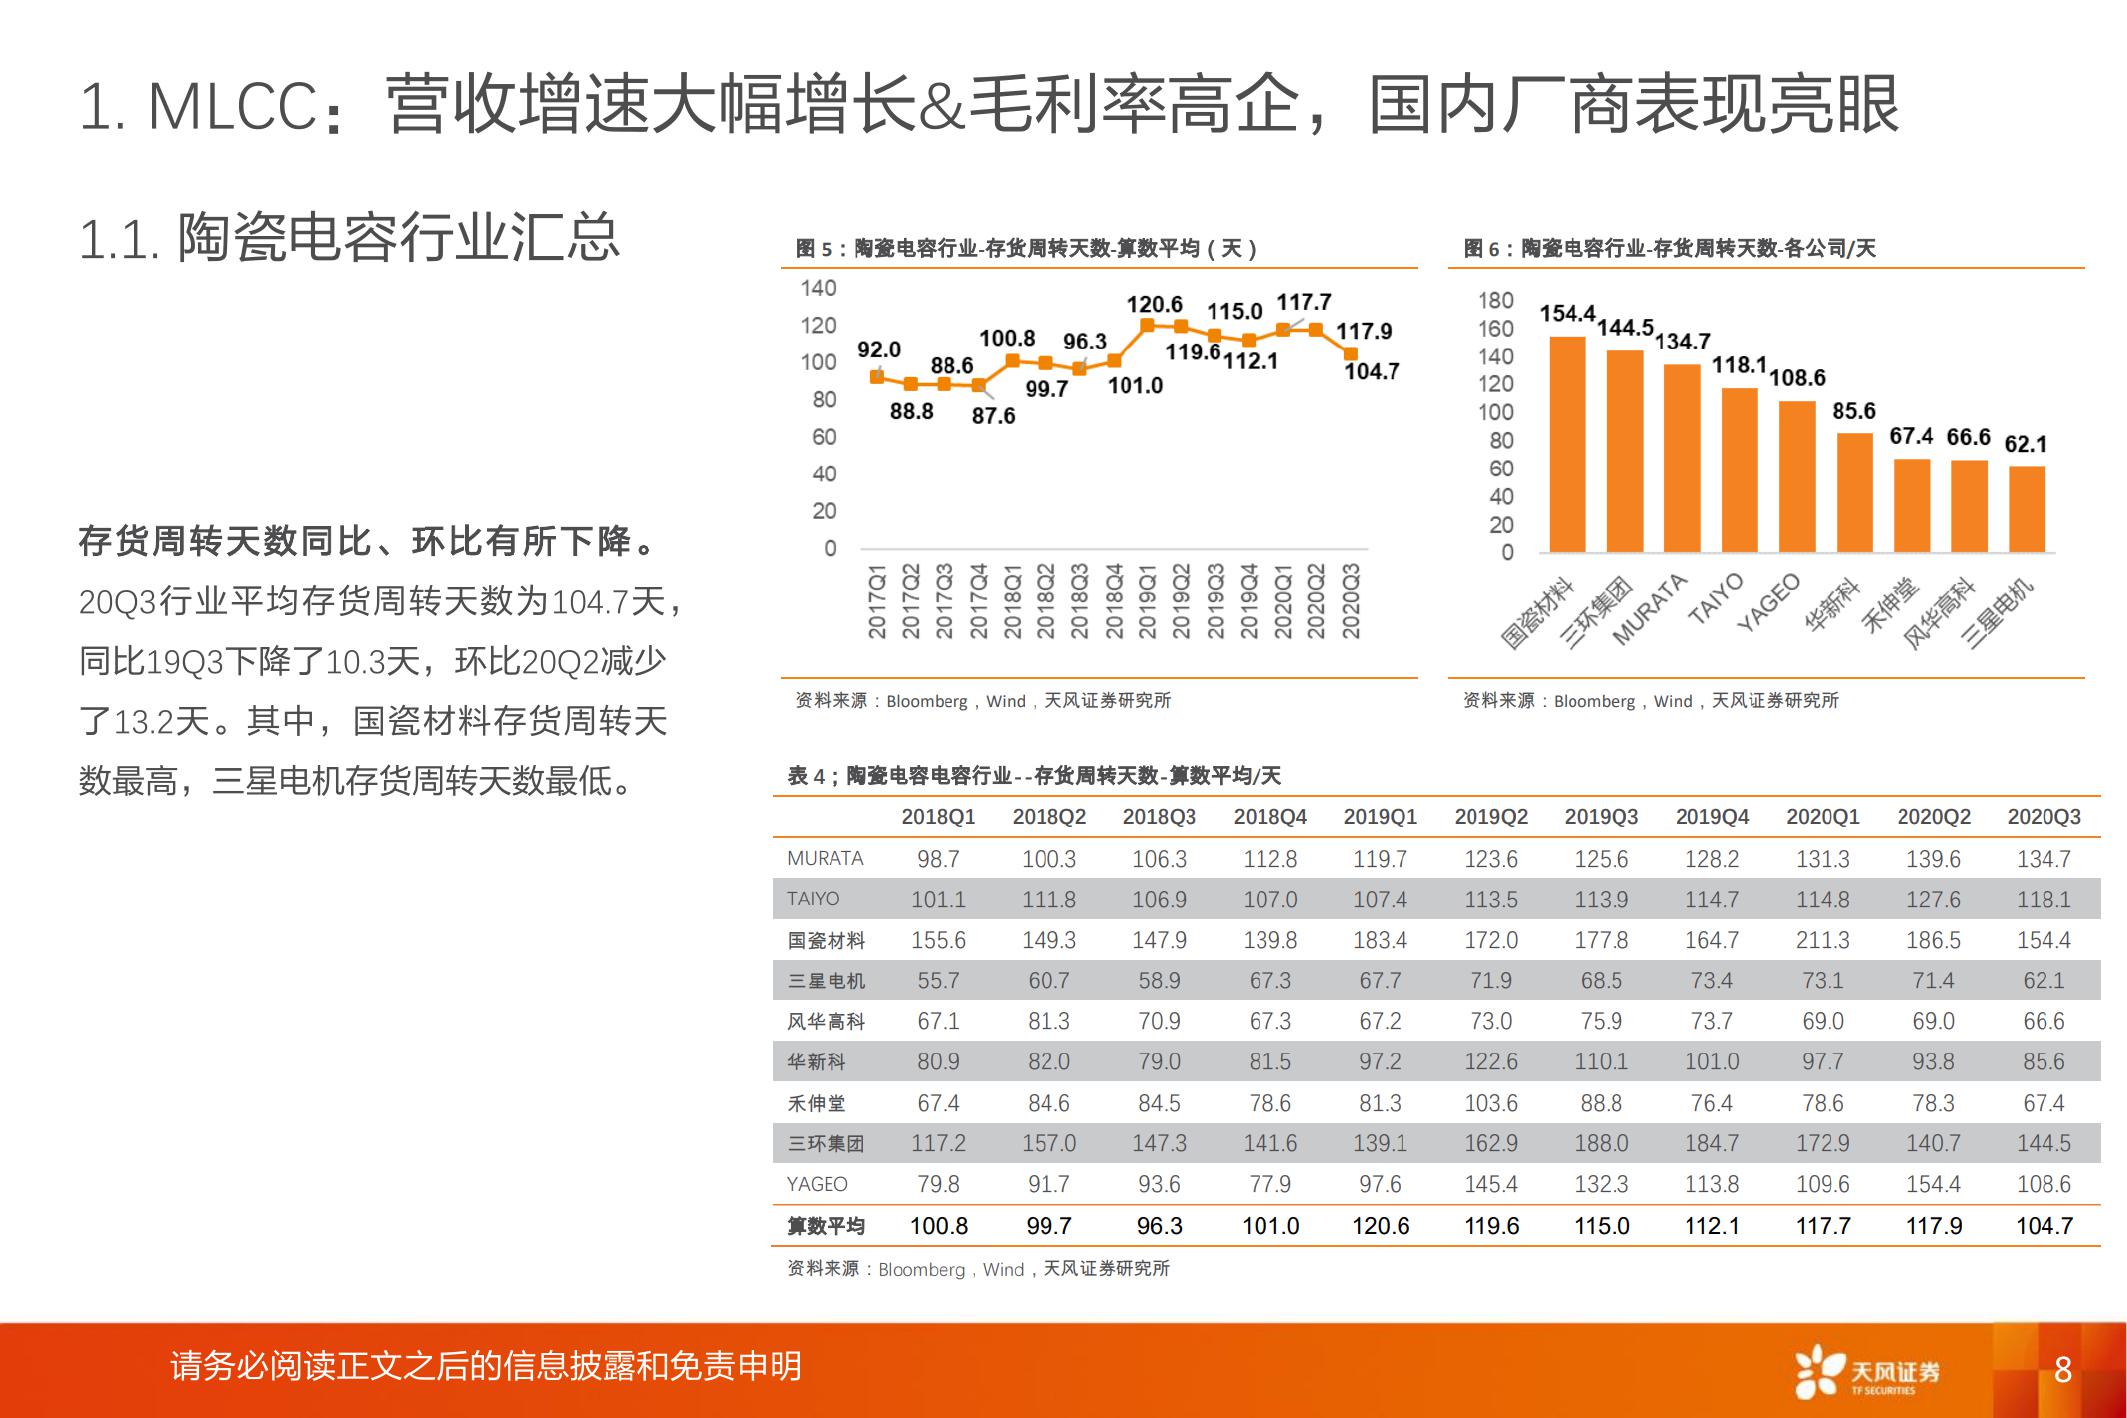 1. MLCC：营收增速大幅增长&毛利率高企，国内厂商表现亮眼
1.1. 陶瓷电容行业汇总
存货周转天数同比、环比有所下降。
20Q3行业平均存货周转天数为104.7天，
同比19Q3下降了10.3天，环比20Q2减少
了13.2天。其中，国瓷材料存货周转天
数最高，三星电机存货周转天数最低。
图 5：陶瓷电容行业-存货周转天数-算数平均（天）
140
120
100
80
60
40
20
0
92.0
88.8
88.6
87.6
100.8
99.7
96.3
101.0
120.6
119.6
115.0
112.1
117.7
117.9
104.7
2017Q1 2017Q2 2017Q3 2017Q4 2018Q1 2018Q2 2018Q3 2018Q4 2019Q1 2019Q2 2019Q3 2019Q4 2020Q1 2020Q2 2020Q3
资料来源：Bloomberg，Wind，天风证券研究所
图 6：陶瓷电容行业-存货周转天数-各公司/天
180
160
140
120
100
80
60
40
20
0
154.4 144.5 134.7 118.1 108.6 85.6 67.4 66.6 62.1
国瓷材料 三环集团 MURATA TAIYO YAGEO 华新科 禾伸堂 风华高科 三星电机
资料来源：Bloomberg，Wind，天风证券研究所
表 4；陶瓷电容电容行业--存货周转天数-算数平均/天
2018Q1 2018Q2 2018Q3 2018Q4 2019Q1 2019Q2 2019Q3 2019Q4 2020Q1 2020Q2 2020Q3
MURATA 98.7 100.3 106.3 112.8 119.7 123.6 125.6 128.2 131.3 139.6 134.7
TAIYO 101.1 111.8 106.9 107.0 107.4 113.5 113.9 114.7 114.8 127.6 118.1
国瓷材料 155.6 149.3 147.9 139.8 183.4 172.0 177.8 164.7 211.3 186.5 154.4
三星电机 55.7 60.7 58.9 67.3 67.7 71.9 68.5 73.4 73.1 71.4 62.1
风华高科 67.1 81.3 70.9 67.3 67.2 73.0 75.9 73.7 69.0 69.0 66.6
华新科 80.9 82.0 79.0 81.5 97.2 122.6 110.1 101.0 97.7 93.8 85.6
禾伸堂 67.4 84.6 84.5 78.6 81.3 103.6 88.8 76.4 78.6 78.3 67.4
三环集团 117.2 157.0 147.3 141.6 139.1 162.9 188.0 184.7 172.9 140.7 144.5
YAGEO 79.8 91.7 93.6 77.9 97.6 145.4 132.3 113.8 109.6 154.4 108.6
算数平均 100.8 99.7 96.3 101.0 120.6 119.6 115.0 112.1 117.7 117.9 104.7
资料来源：Bloomberg，Wind，天风证券研究所
请务必阅读正文之后的信息披露和免责申明
天风证券
TF SECURITIES
8